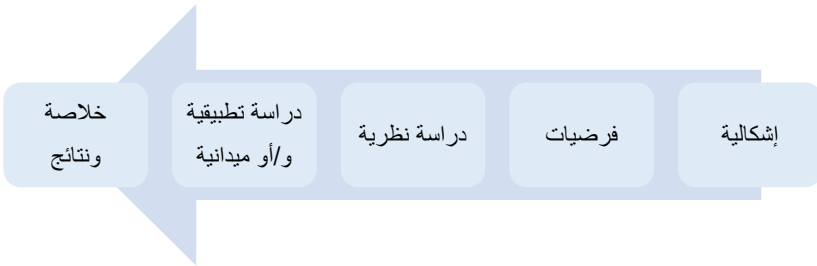 إشكالية
فرضيات
دراسة نظرية
دراسة تطبيقية
و/أو ميدانية
خلاصة
ونتائج